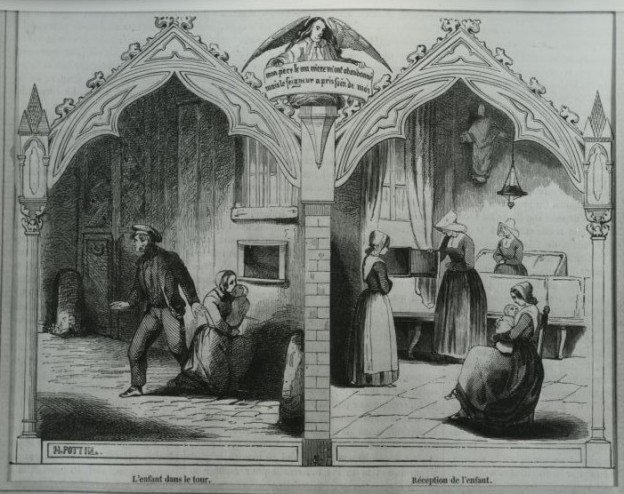 mon père & ma mère m'ont abandonné
mais le seigneur a pris soin de moi
H.POTTIN.
L'enfant dans le tour.
Réception de l'enfant.